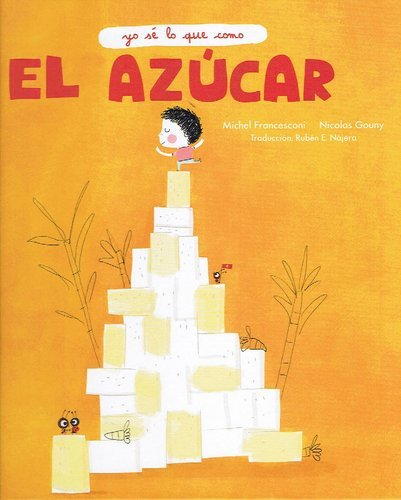 yo sé lo que como
EL AZÚCAR
Michel Francesconi Nicolas Gouny
Traducción: Rubén E. Nájera